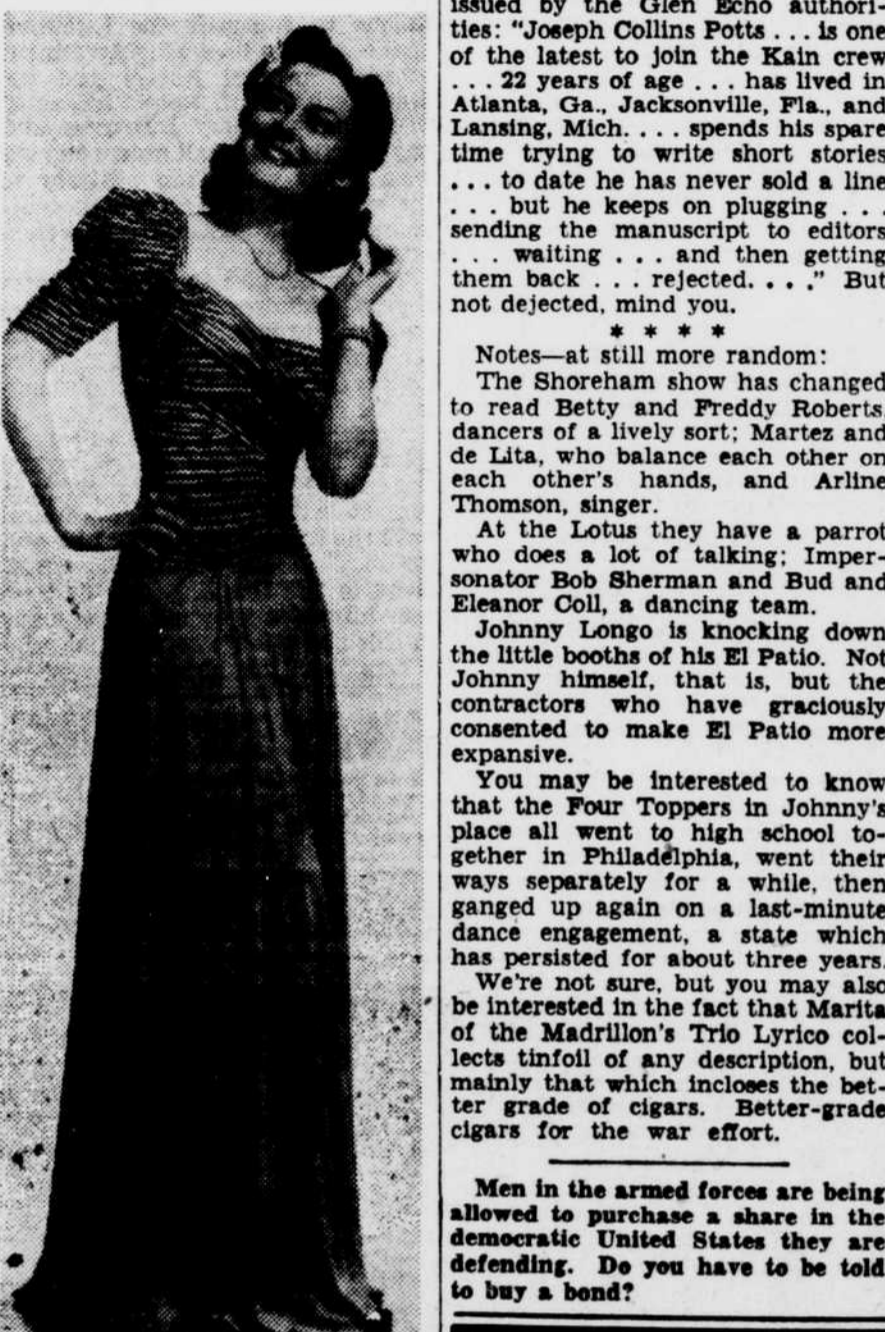 issued by the Glen Echo authori-
ties: "Joseph Collins Potts . . . is one
of the latest to join the Kain crew
. . . 22 years of age . . . has lived in
Atlanta, Ga., Jacksonville, Fla., and
Lansing, Mich. . . . spends his spare
time trying to write short stories
. . . to date he has never sold a line
. . . but he keeps on plugging . . .
sending the manuscript to editors
. . . waiting . . . and then getting
them back . . . rejected. . . ." But
not dejected, mind you.
* * * *
Notes—at still more random:
The Shoreham show has changed
to read Betty and Freddy Roberts,
dancers of a lively sort; Martez and
de Lita, who balance each other on
each other's hands, and Arline
Thomson, singer.
At the Lotus they have a parrot
who does a lot of talking; Imper-
sonator Bob Sherman and Bud and
Eleanor Coll, a dancing team.
Johnny Longo is knocking down
the little booths of his El Patio. Not
Johnny himself, that is, but the
contractors who have graciously
consented to make El Patio more
expansive.
You may be interested to know
that the Four Toppers in Johnny's
place all went to high school to-
gether in Philadelphia, went their
ways separately for a while, then
ganged up again on a last-minute
dance engagement, a state which
has persisted for about three years.
We're not sure, but you may also
be interested in the fact that Marita
of the Madrillon's Trio Lyrico col-
lects tinfoil of any description, but
mainly that which incloses the bet-
ter grade of cigars. Better-grade
cigars for the war effort.
Men in the armed forces are being
allowed to purchase a share in the
democratic United States they are
defending. Do you have to be told
to buy a bond?